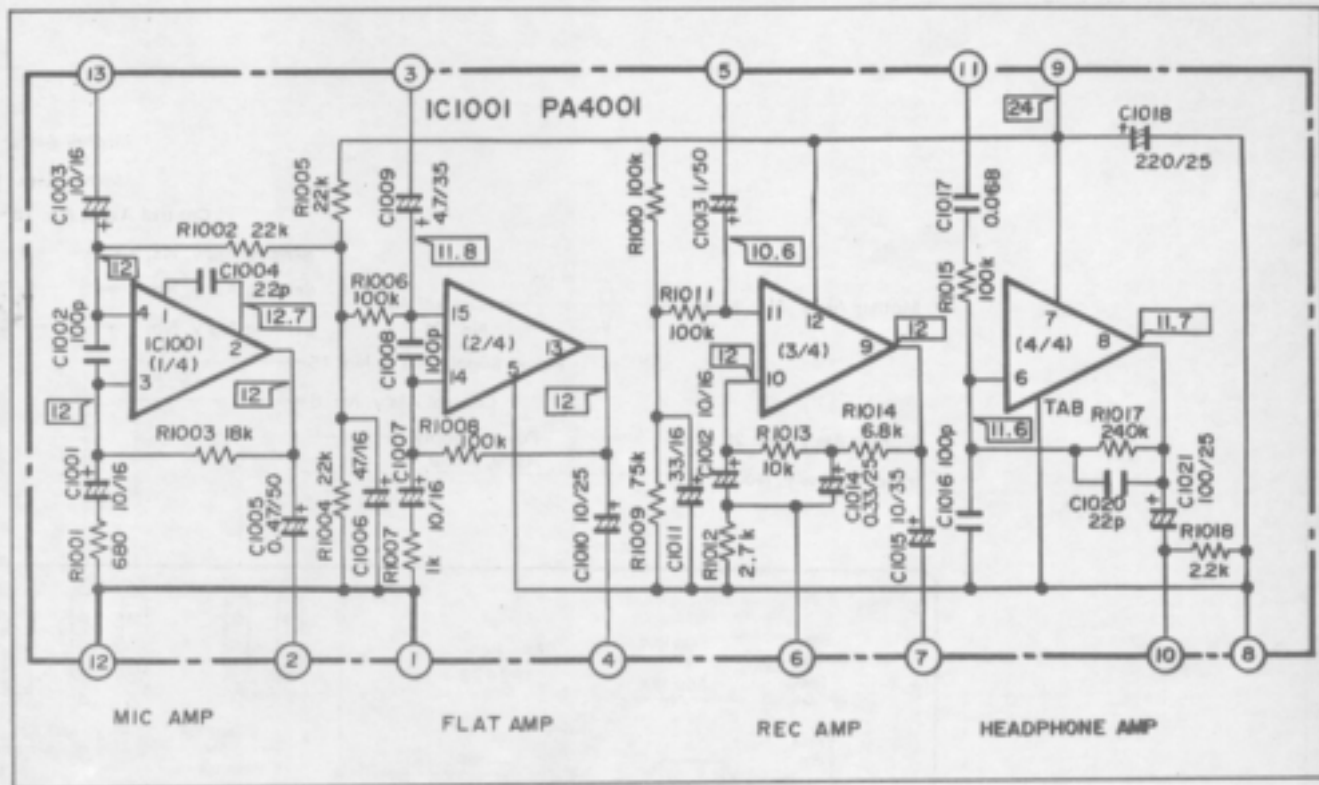 13
3
5
11
9
IC1001 PA4001
24
C1018
220/25
C1003
10/16
R1005
22k
C1009
4.7/35
R1010 100k
C1013 1/50
C1017
0.068
R1002 22k
12
C1004
22p
12.7
11.8
10.6
R1006
100k
R1011
100k
R1015
100k
C1002
100p
4
1
2
3
IC1001
(1/4)
12
12
C1008
100p
15
14
(2/4)
5
13
12
11
12
(3/4)
9
10
12
12
7
(4/4)
8
6
TAB
11.7
11.6
R1003 18k
R1008
100k
R1013
10k
R1014
6.8k
R1017
240k
C1001
10/16
R1001
680
C1005
0.47/50
R1004 22k
C1006
47/16
C1007
10/16
R1007
1k
C1010 10/25
R1009 75k
C1011
33/16
C1012 10/16
R1012
2.7k
C1014
0.33/25
C1015 10/35
C1016 100p
C1020
22p
C1021
100/25
R1018
2.2k
12
2
1
4
6
7
10
8
MIC AMP
FLAT AMP
REC AMP
HEADPHONE AMP